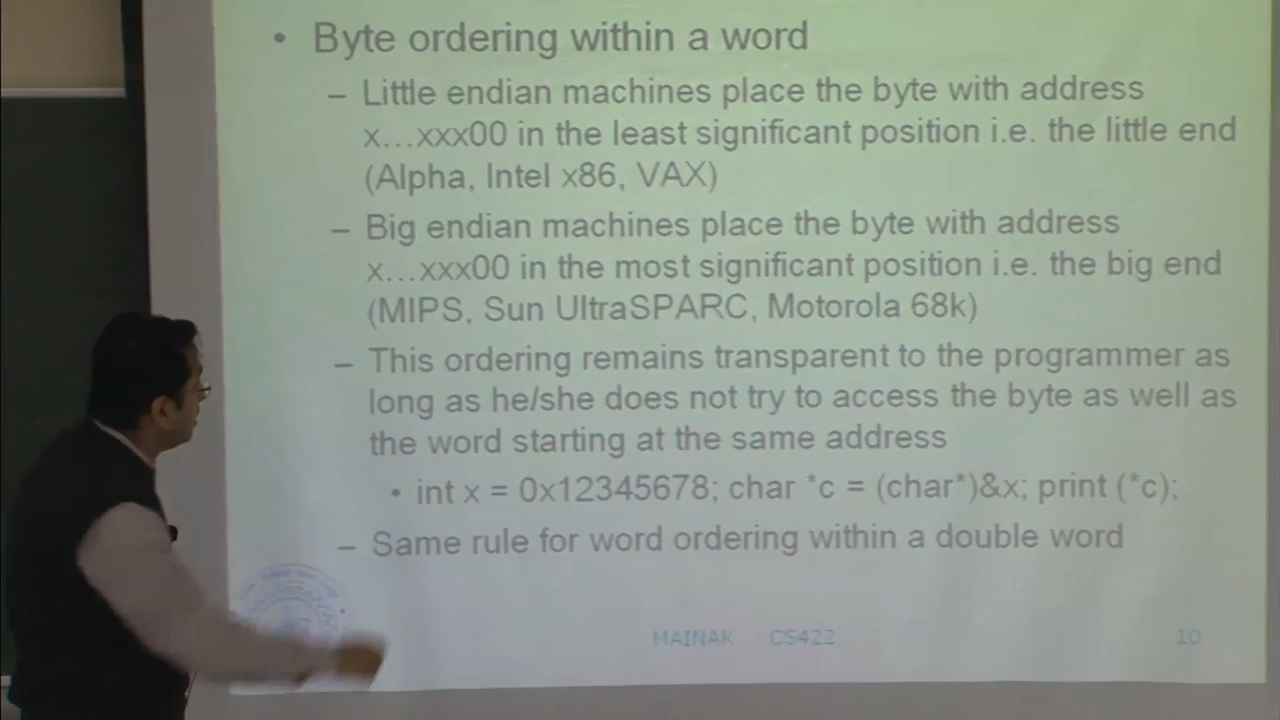 • Byte ordering within a word
– Little endian machines place the byte with address
x...xxx00 in the least significant position i.e. the little end
(Alpha, Intel x86, VAX)
– Big endian machines place the byte with address
x...xxx00 in the most significant position i.e. the big end
(MIPS, Sun UltraSPARC, Motorola 68k)
– This ordering remains transparent to the programmer as
long as he/she does not try to access the byte as well as
the word starting at the same address
• int x = 0x12345678; char *c = (char*)&x; print (*c);
– Same rule for word ordering within a double word
MAINAK CS422
10